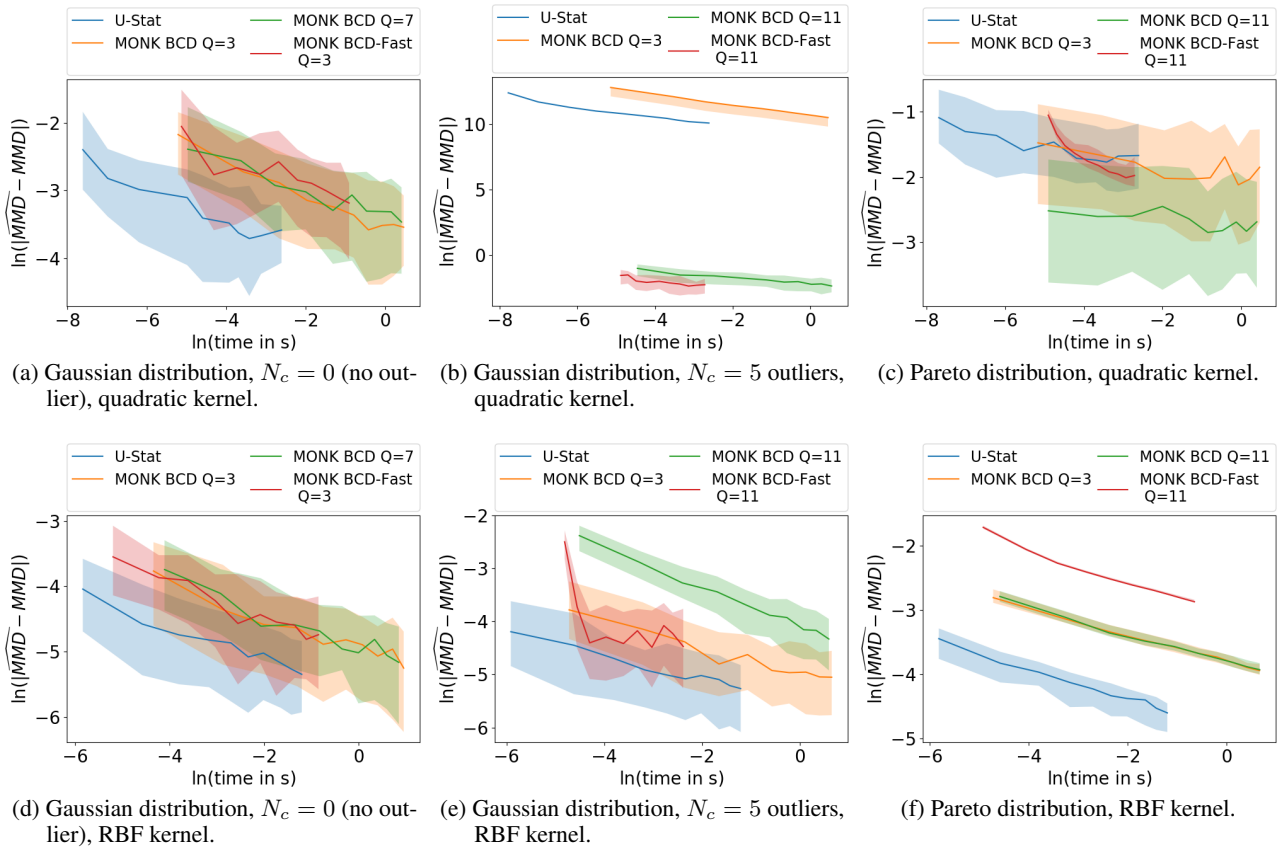 U-Stat
MONK BCD Q=3
MONK BCD Q=7
MONK BCD-Fast
Q=3
ln(|MMD^ − MMD|)
−2
−3
−4
−8 −6 −4 −2 0
ln(time in s)
(a) Gaussian distribution, N_c = 0 (no out-
lier), quadratic kernel.
U-Stat
MONK BCD Q=3
MONK BCD Q=11
MONK BCD-Fast
Q=11
ln(|MMD^ − MMD|)
10
5
0
−8 −6 −4 −2 0
ln(time in s)
(b) Gaussian distribution, N_c = 5 outliers,
quadratic kernel.
U-Stat
MONK BCD Q=3
MONK BCD Q=11
MONK BCD-Fast
Q=11
ln(|MMD^ − MMD|)
−1
−2
−3
−8 −6 −4 −2 0
ln(time in s)
(c) Pareto distribution, quadratic kernel.
U-Stat
MONK BCD Q=3
MONK BCD Q=7
MONK BCD-Fast
Q=3
ln(|MMD^ − MMD|)
−3
−4
−5
−6
−6 −4 −2 0
ln(time in s)
(d) Gaussian distribution, N_c = 0 (no out-
lier), RBF kernel.
U-Stat
MONK BCD Q=3
MONK BCD Q=11
MONK BCD-Fast
Q=11
ln(|MMD^ − MMD|)
−2
−3
−4
−5
−6
−6 −4 −2 0
ln(time in s)
(e) Gaussian distribution, N_c = 5 outliers,
RBF kernel.
U-Stat
MONK BCD Q=3
MONK BCD Q=11
MONK BCD-Fast
Q=11
ln(|MMD^ − MMD|)
−2
−3
−4
−5
−6 −4 −2 0
ln(time in s)
(f) Pareto distribution, RBF kernel.